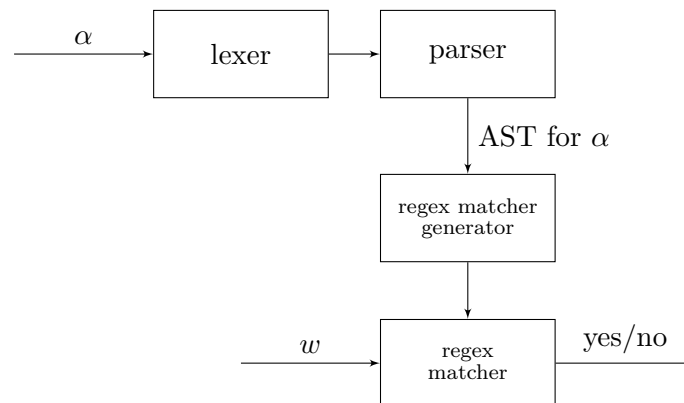 α
lexer
parser
AST for α
regex matcher
generator
w
regex
matcher
yes/no